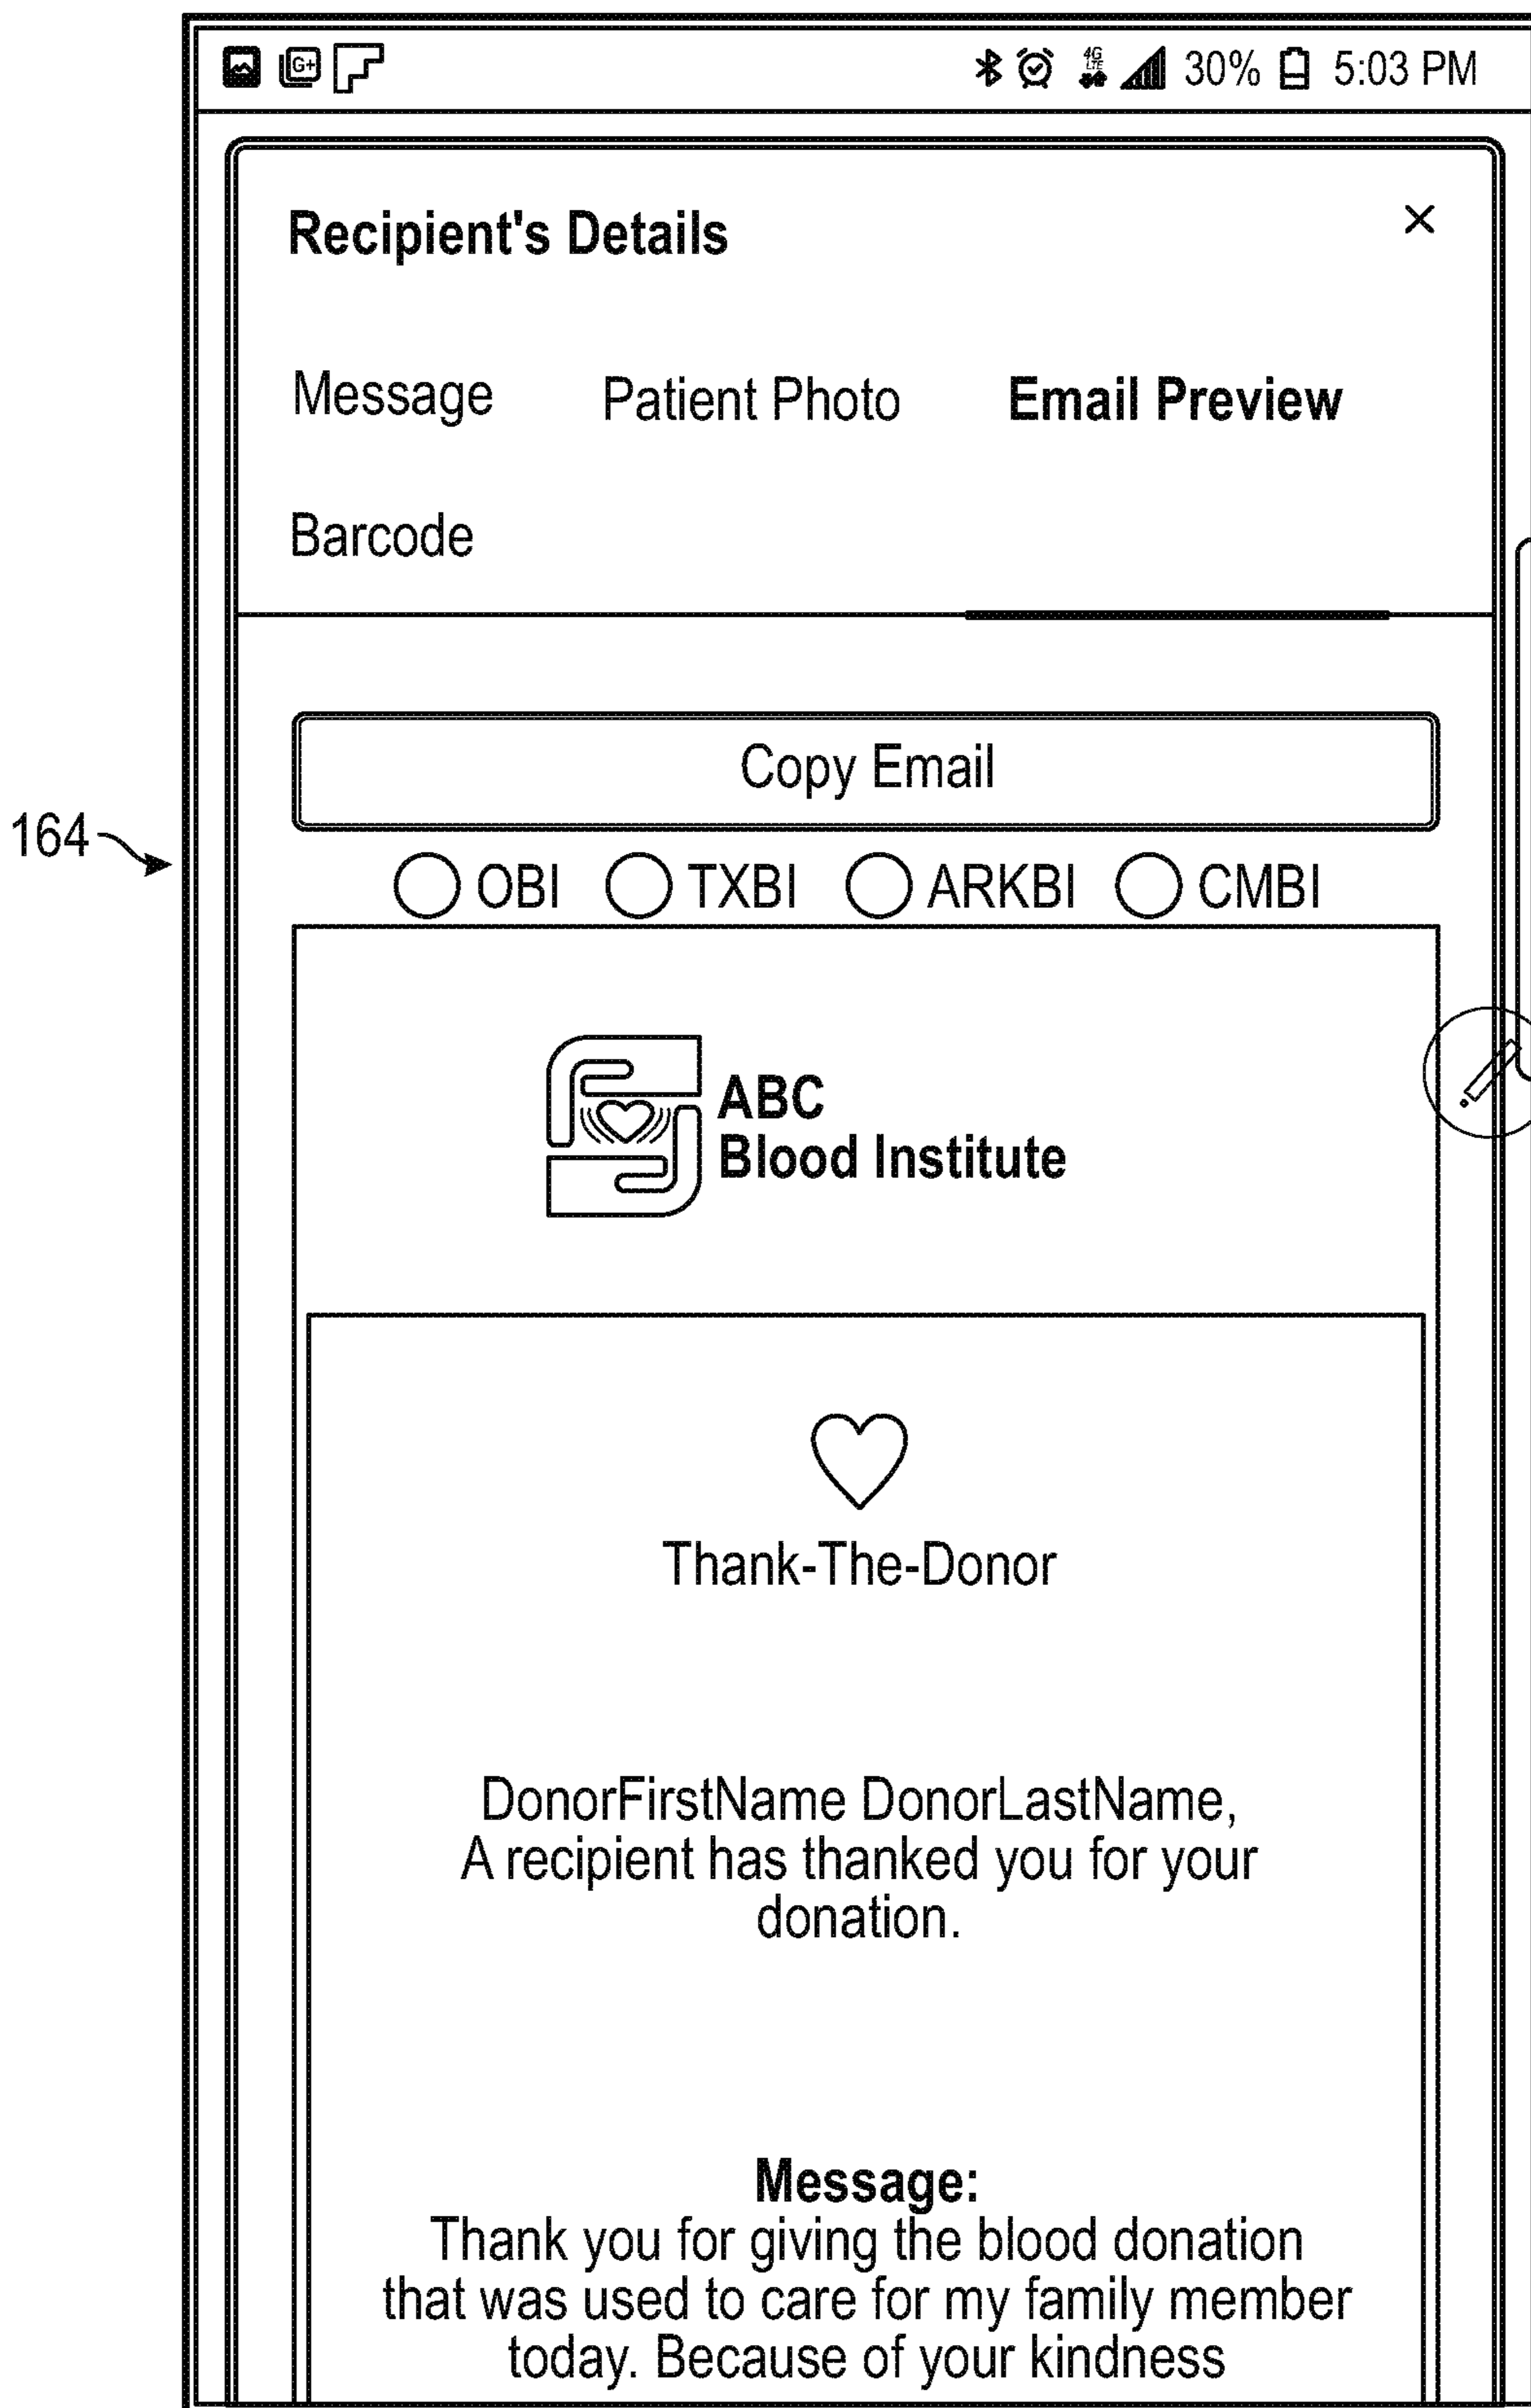 G+ 4G LTE 30% 5:03 PM
Recipient's Details ×
Message Patient Photo Email Preview
Barcode
Copy Email
164
OBI TXBI ARKBI CMBI
ABC
Blood Institute
Thank-The-Donor
DonorFirstName DonorLastName,
A recipient has thanked you for your
donation.
Message:
Thank you for giving the blood donation
that was used to care for my family member
today. Because of your kindness